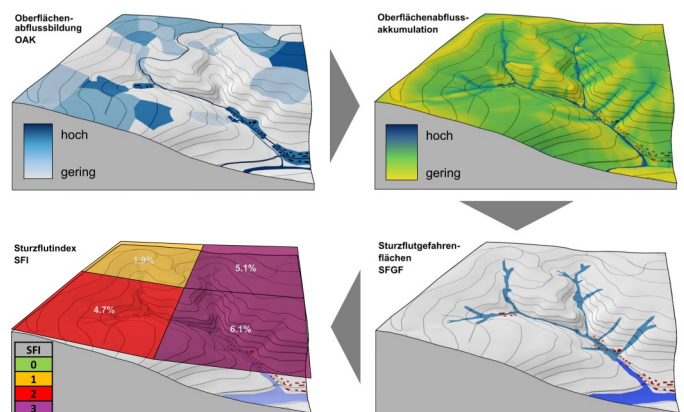 Oberflächen-
abflussbildung
OAK
hoch
gering
Oberflächenabfluss-
akkumulation
hoch
gering
Sturzflutindex
SFI
1.9%
5.1%
4.7%
6.1%
SFI
0
1
2
3
Sturzflutgefahren-
flächen
SFGF